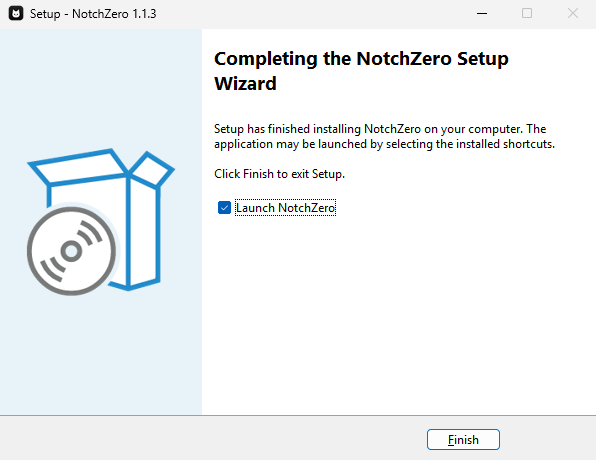 Setup - NotchZero 1.1.3
Completing the NotchZero Setup
Wizard
Setup has finished installing NotchZero on your computer. The
application may be launched by selecting the installed shortcuts.
Click Finish to exit Setup.
Launch NotchZero
Finish